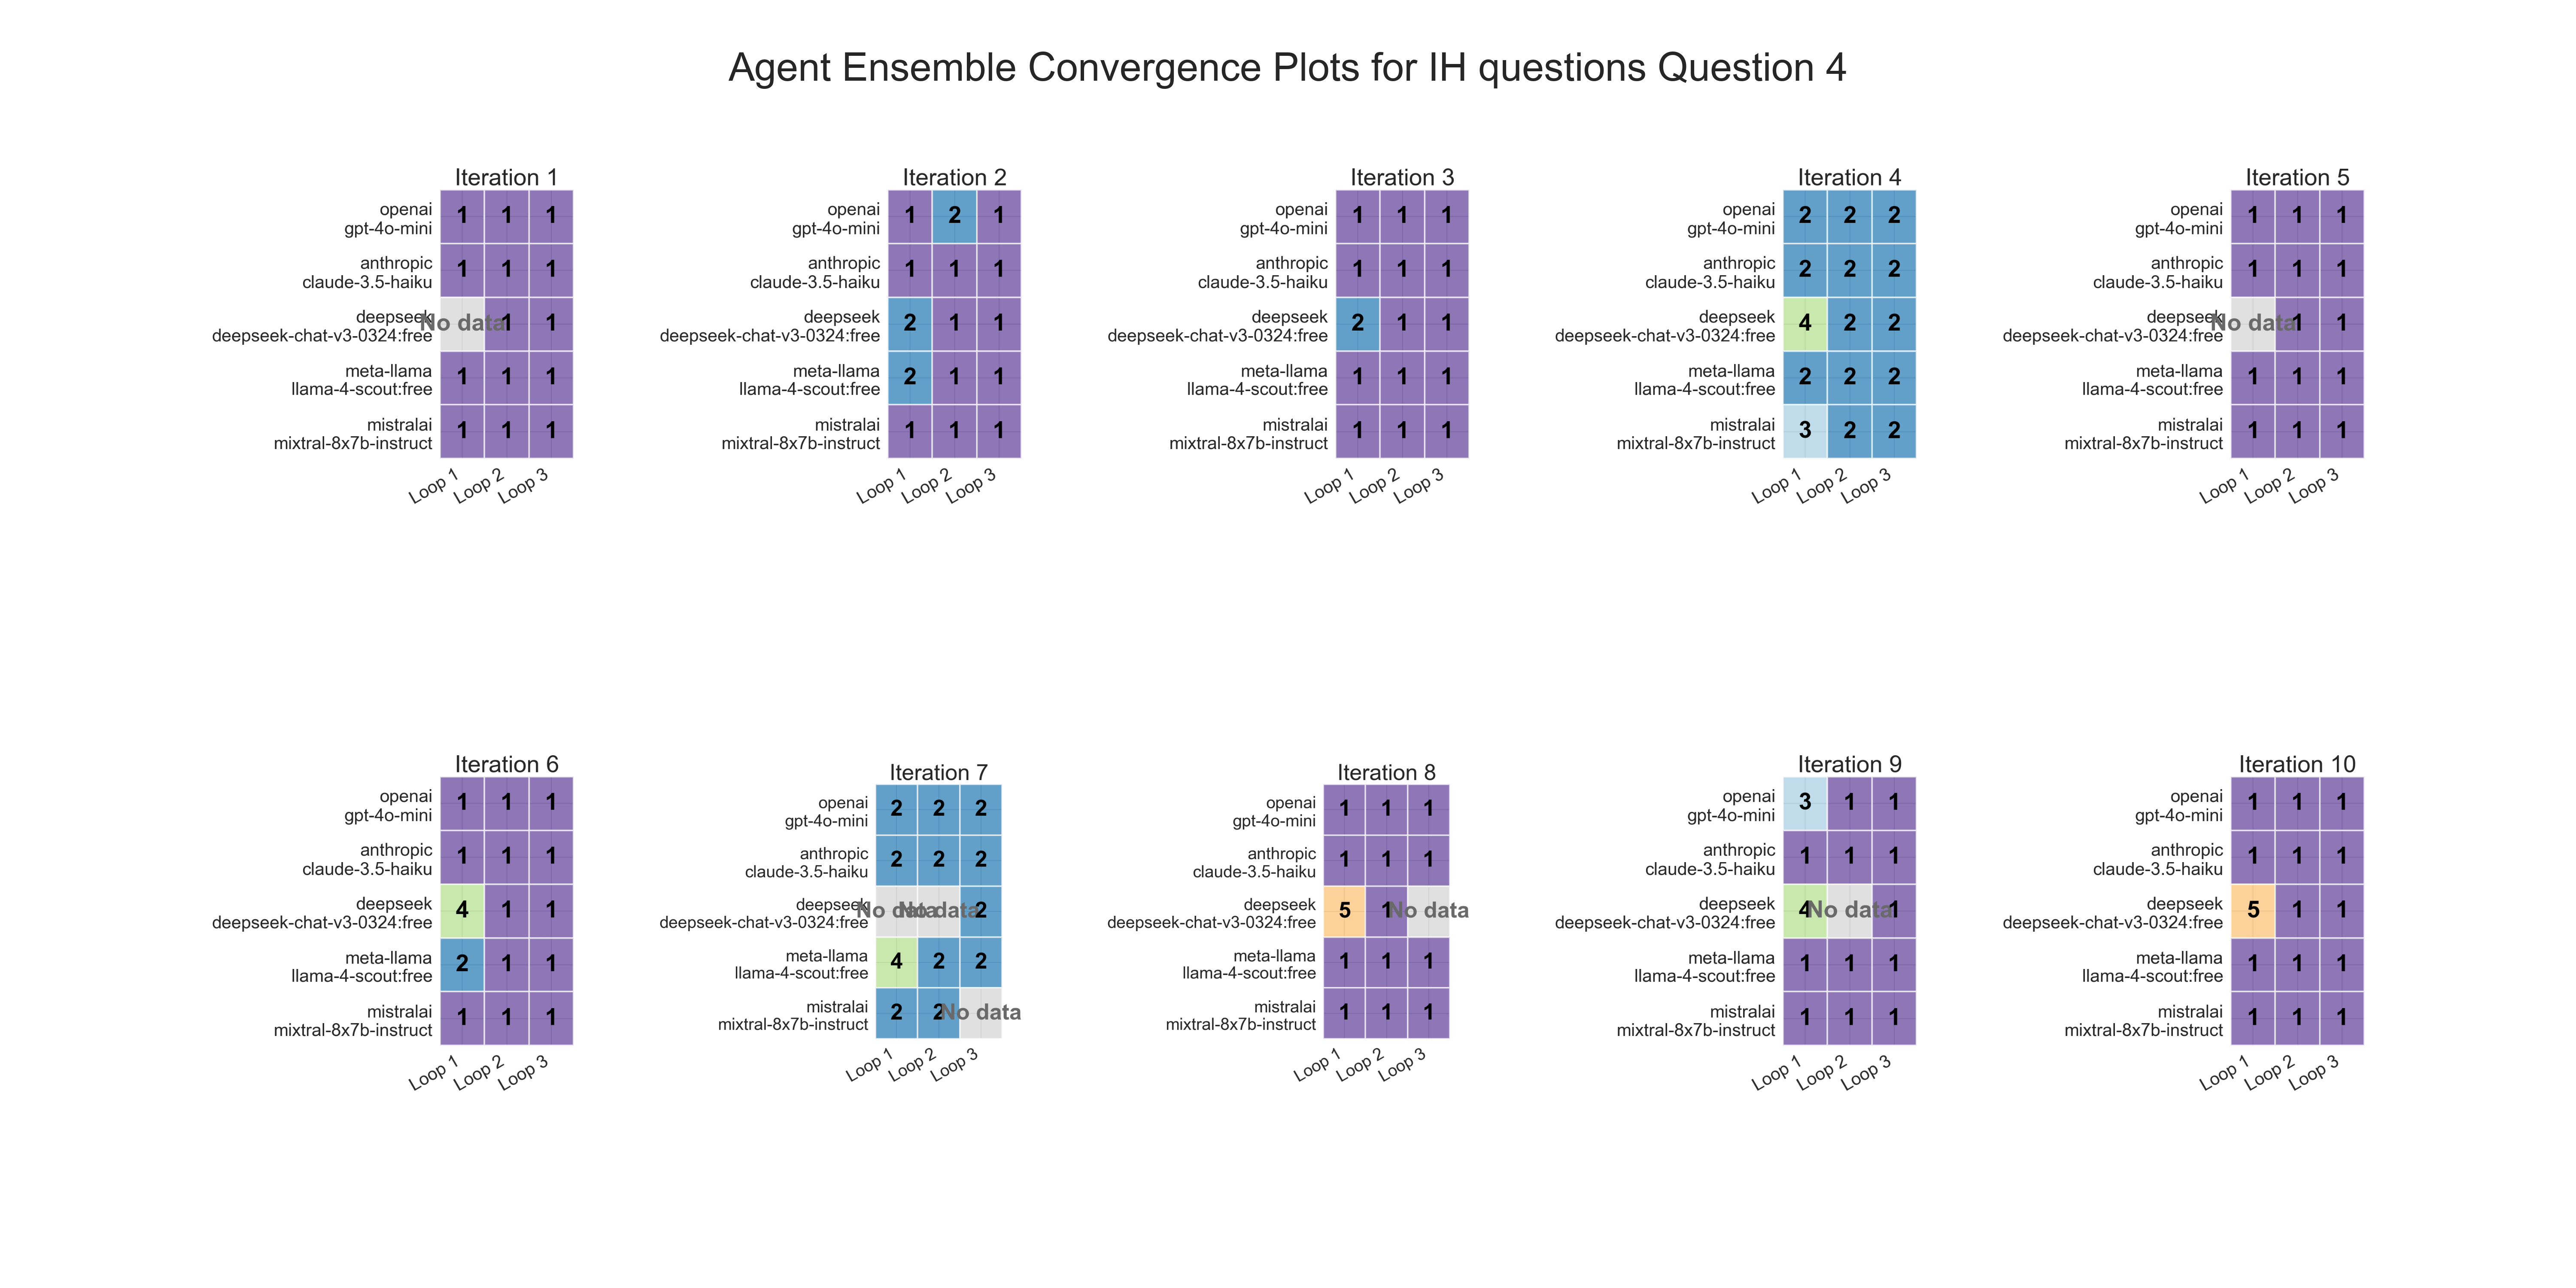 Agent Ensemble Convergence Plots for IH questions Question 4
Iteration 1
openai
gpt-4o-mini
1 1 1
anthropic
claude-3.5-haiku
1 1 1
deepseek
deepseek-chat-v3-0324:free
No data 1 1
meta-llama
llama-4-scout:free
1 1 1
mistralai
mixtral-8x7b-instruct
1 1 1
Loop 1 Loop 2 Loop 3
Iteration 2
openai
gpt-4o-mini
1 2 1
anthropic
claude-3.5-haiku
1 1 1
deepseek
deepseek-chat-v3-0324:free
2 1 1
meta-llama
llama-4-scout:free
2 1 1
mistralai
mixtral-8x7b-instruct
1 1 1
Loop 1 Loop 2 Loop 3
Iteration 3
openai
gpt-4o-mini
1 1 1
anthropic
claude-3.5-haiku
1 1 1
deepseek
deepseek-chat-v3-0324:free
2 1 1
meta-llama
llama-4-scout:free
1 1 1
mistralai
mixtral-8x7b-instruct
1 1 1
Loop 1 Loop 2 Loop 3
Iteration 4
openai
gpt-4o-mini
2 2 2
anthropic
claude-3.5-haiku
2 2 2
deepseek
deepseek-chat-v3-0324:free
4 2 2
meta-llama
llama-4-scout:free
2 2 2
mistralai
mixtral-8x7b-instruct
3 2 2
Loop 1 Loop 2 Loop 3
Iteration 5
openai
gpt-4o-mini
1 1 1
anthropic
claude-3.5-haiku
1 1 1
deepseek
deepseek-chat-v3-0324:free
No data 1 1
meta-llama
llama-4-scout:free
1 1 1
mistralai
mixtral-8x7b-instruct
1 1 1
Loop 1 Loop 2 Loop 3
Iteration 6
openai
gpt-4o-mini
1 1 1
anthropic
claude-3.5-haiku
1 1 1
deepseek
deepseek-chat-v3-0324:free
4 1 1
meta-llama
llama-4-scout:free
2 1 1
mistralai
mixtral-8x7b-instruct
1 1 1
Loop 1 Loop 2 Loop 3
Iteration 7
openai
gpt-4o-mini
2 2 2
anthropic
claude-3.5-haiku
2 2 2
deepseek
deepseek-chat-v3-0324:free
No data No data 2
meta-llama
llama-4-scout:free
4 2 2
mistralai
mixtral-8x7b-instruct
2 2 No data
Loop 1 Loop 2 Loop 3
Iteration 8
openai
gpt-4o-mini
1 1 1
anthropic
claude-3.5-haiku
1 1 1
deepseek
deepseek-chat-v3-0324:free
5 1 No data
meta-llama
llama-4-scout:free
1 1 1
mistralai
mixtral-8x7b-instruct
1 1 1
Loop 1 Loop 2 Loop 3
Iteration 9
openai
gpt-4o-mini
3 1 1
anthropic
claude-3.5-haiku
1 1 1
deepseek
deepseek-chat-v3-0324:free
4 No data 1
meta-llama
llama-4-scout:free
1 1 1
mistralai
mixtral-8x7b-instruct
1 1 1
Loop 1 Loop 2 Loop 3
Iteration 10
openai
gpt-4o-mini
1 1 1
anthropic
claude-3.5-haiku
1 1 1
deepseek
deepseek-chat-v3-0324:free
5 1 1
meta-llama
llama-4-scout:free
1 1 1
mistralai
mixtral-8x7b-instruct
1 1 1
Loop 1 Loop 2 Loop 3